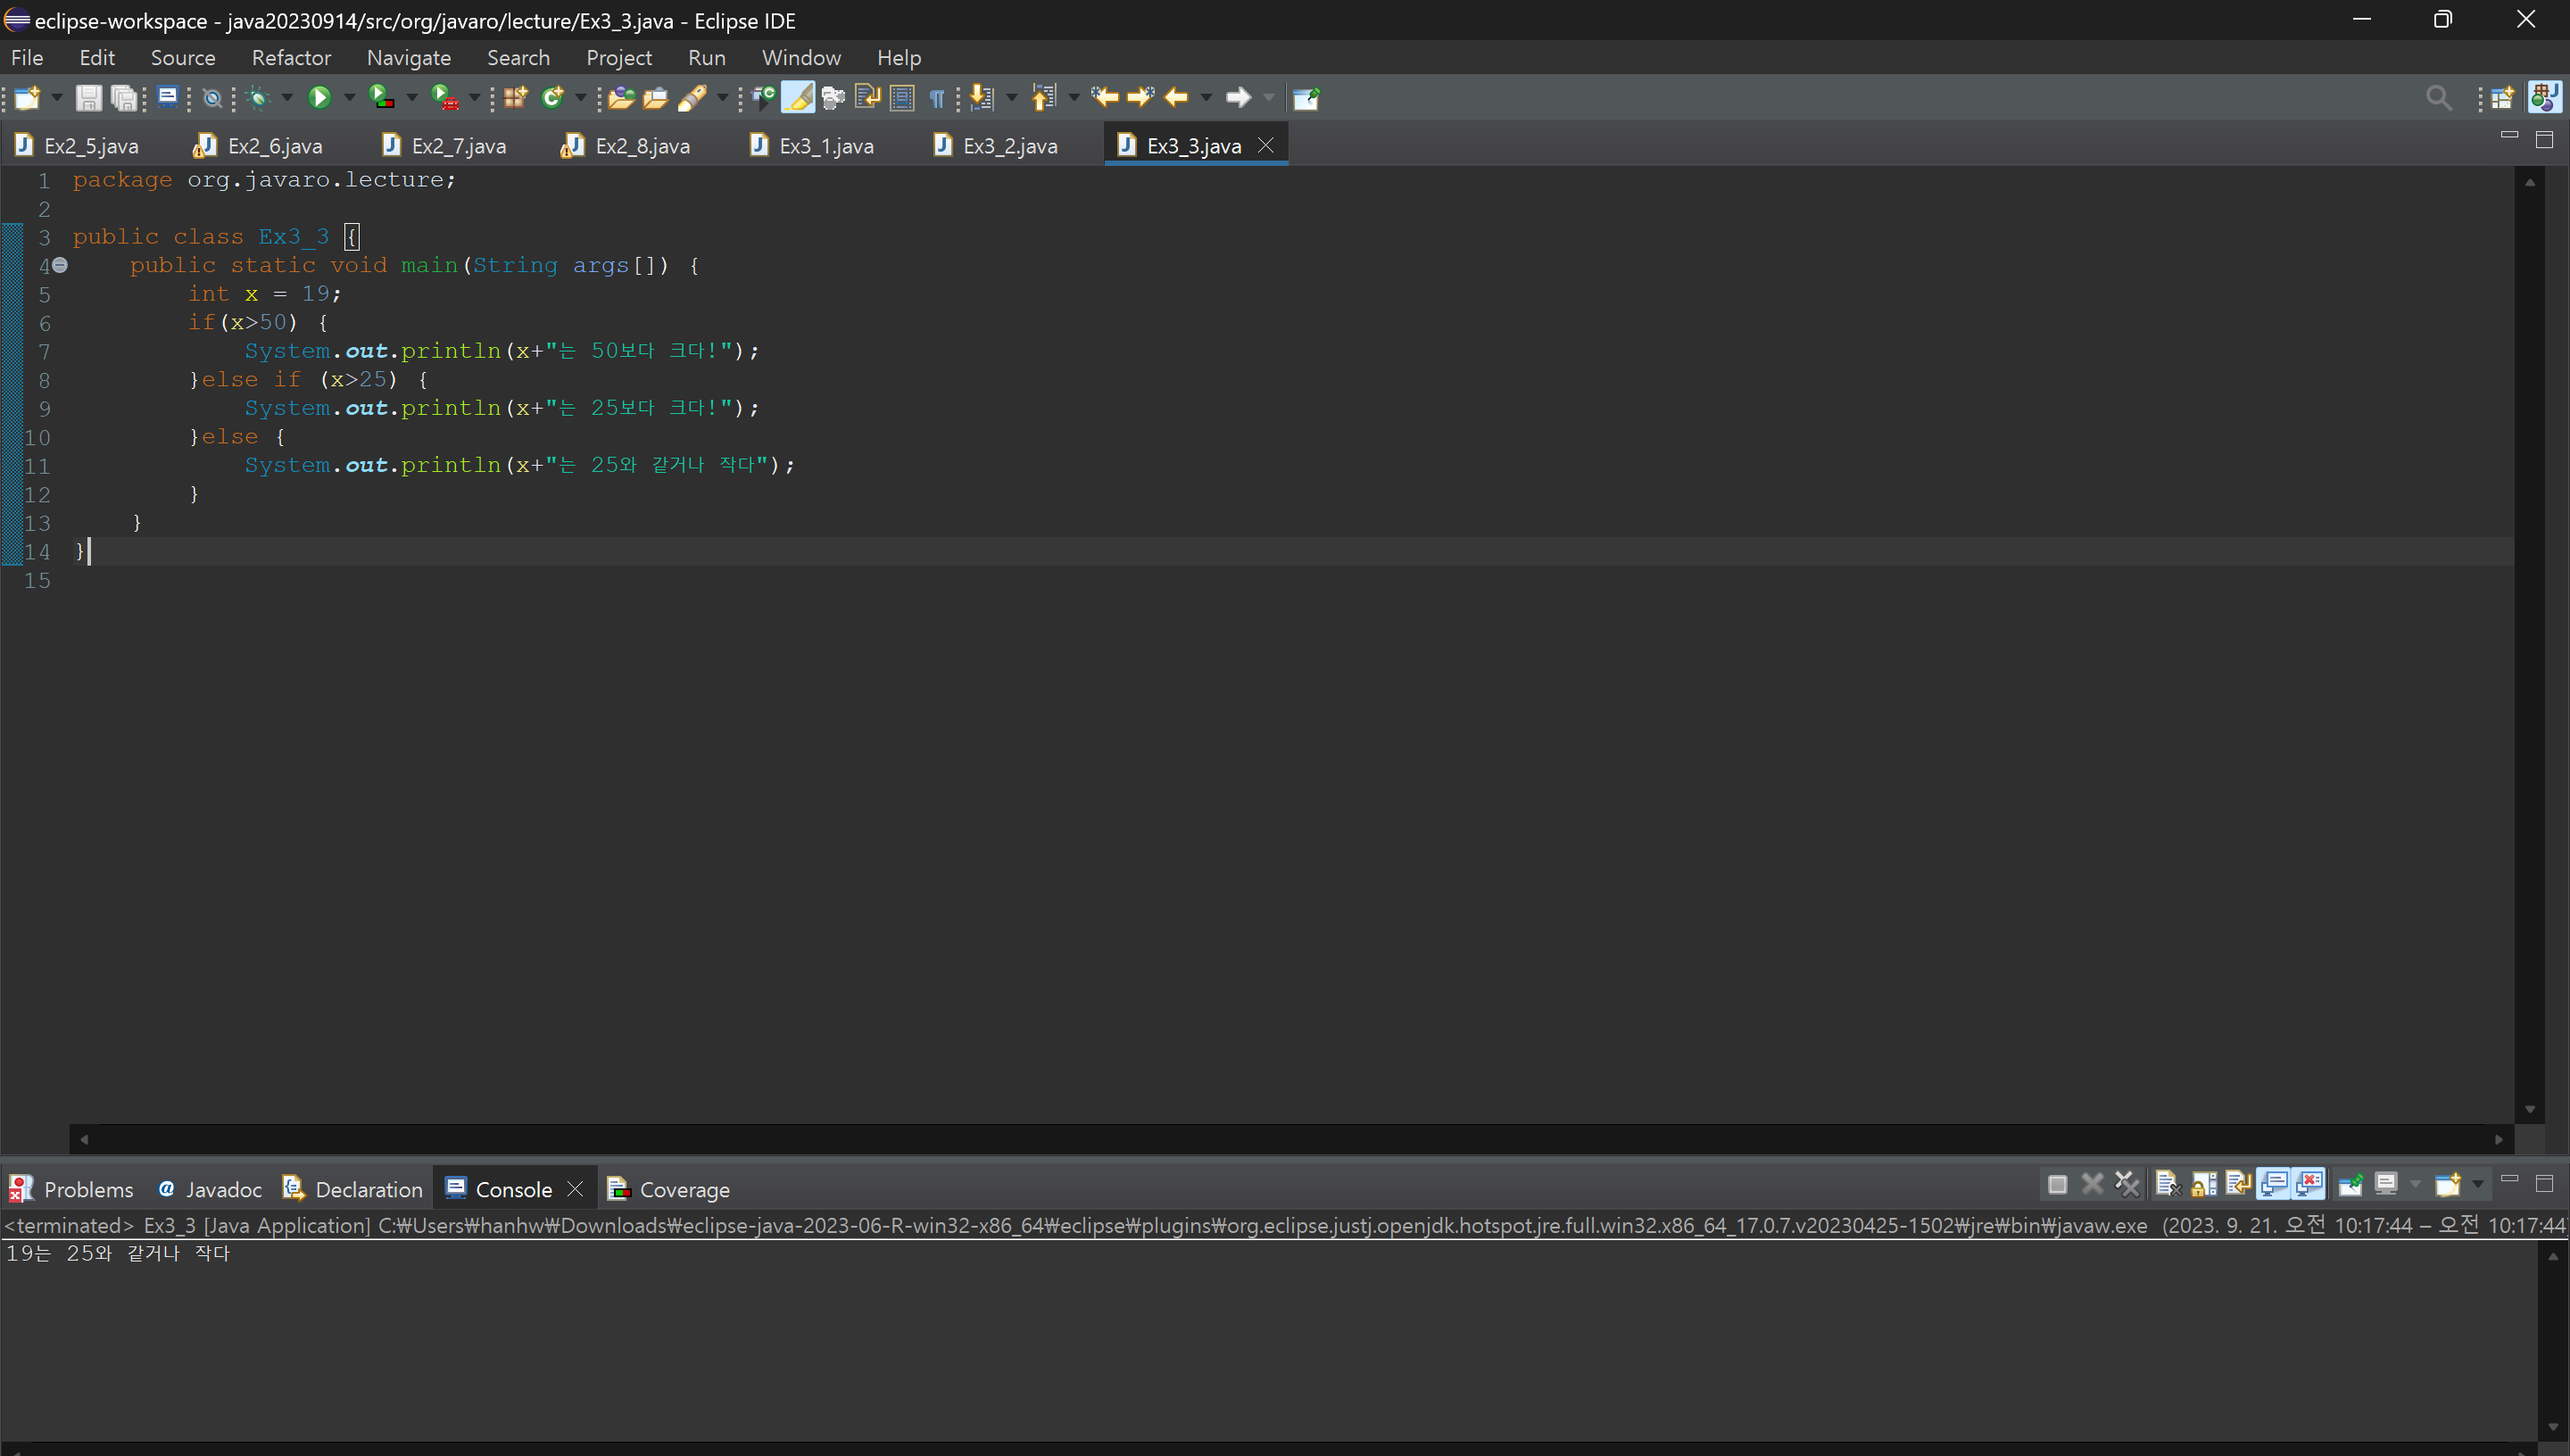 eclipse-workspace - java20230914/src/org/javaro/lecture/Ex3_3.java - Eclipse IDE
File Edit Source Refactor Navigate Search Project Run Window Help
Ex2_5.java Ex2_6.java Ex2_7.java Ex2_8.java Ex3_1.java Ex3_2.java Ex3_3.java
1 package org.javaro.lecture;
2
3 public class Ex3_3 {
4 public static void main(String args[]) {
5 int x = 19;
6 if(x>50) {
7 System.out.println(x+"는 50보다 크다!");
8 }else if (x>25) {
9 System.out.println(x+"는 25보다 크다!");
10 }else {
11 System.out.println(x+"는 25와 같거나 작다");
12 }
13 }
14 }
15
Problems @ Javadoc Declaration Console Coverage
<terminated> Ex3_3 [Java Application] C:₩Users₩hanhw₩Downloads₩eclipse-java-2023-06-R-win32-x86_64₩eclipse₩plugins₩org.eclipse.justj.openjdk.hotspot.jre.full.win32.x86_64_17.0.7.v20230425-1502₩jre₩bin₩javaw.exe (2023. 9. 21. 오전 10:17:44 – 오전 10:17:44
19는 25와 같거나 작다